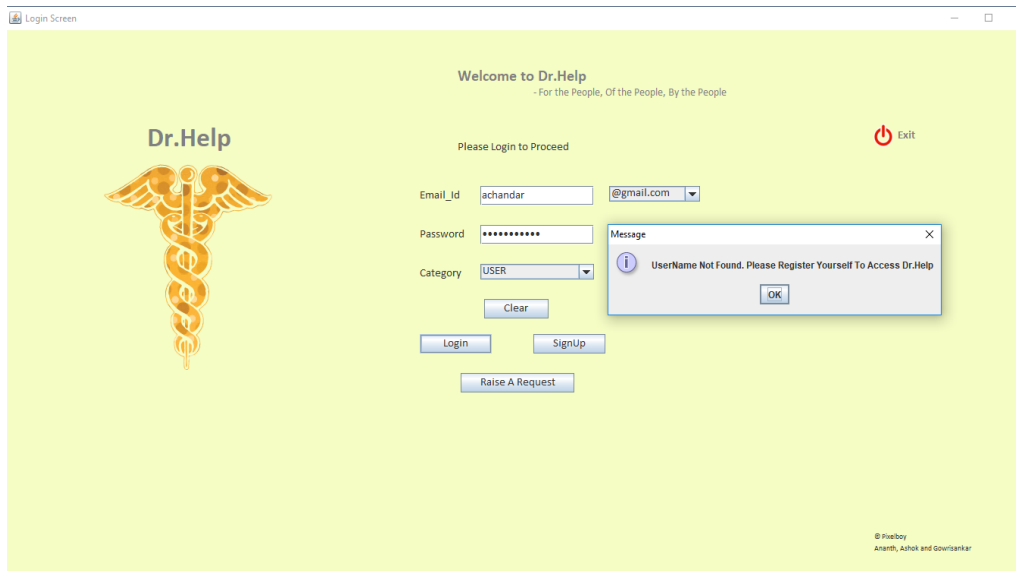 Login Screen
Welcome to Dr.Help
- For the People, Of the People, By the People
Dr.Help
Exit
Please Login to Proceed
Email_Id achandar @gmail.com
Password •••••••••••
Category USER
Message
UserName Not Found. Please Register Yourself To Access Dr.Help
OK
Clear
Login SignUp
Raise A Request
© Pixelboy
Ananth, Ashok and Gowrisankar